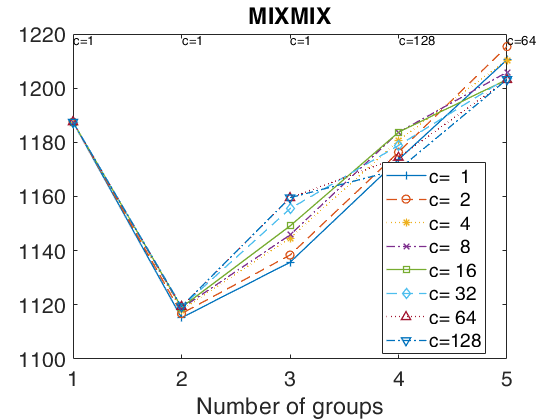 MIXMIX
1220
1200
1180
1160
1140
1120
1100
c=1 c=1 c=1 c=128 c=64
c= 1
c= 2
c= 4
c= 8
c= 16
c= 32
c= 64
c=128
1 2 3 4 5
Number of groups